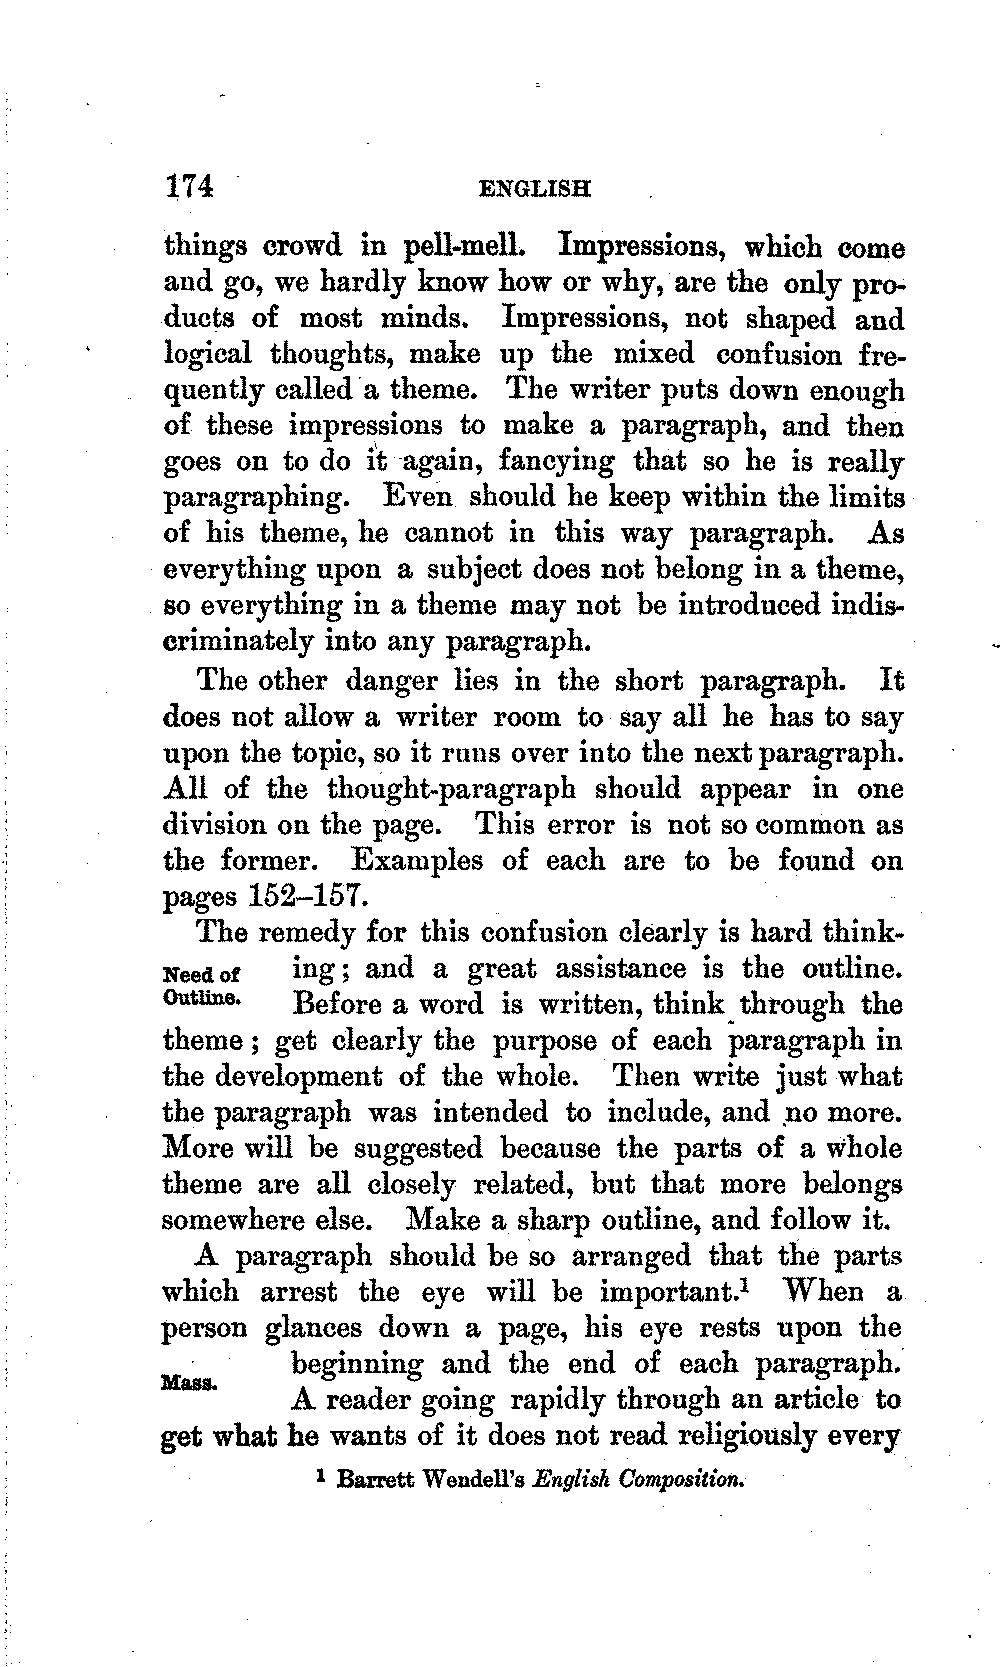 174 ENGLISH
things crowd in pell-mell. Impressions, which come
and go, we hardly know how or why, are the only pro-
ducts of most minds. Impressions, not shaped and
logical thoughts, make up the mixed confusion fre-
quently called a theme. The writer puts down enough
of these impressions to make a paragraph, and then
goes on to do it again, fancying that so he is really
paragraphing. Even should he keep within the limits
of his theme, he cannot in this way paragraph. As
everything upon a subject does not belong in a theme,
so everything in a theme may not be introduced indis-
criminately into any paragraph.
The other danger lies in the short paragraph. It
does not allow a writer room to say all he has to say
upon the topic, so it runs over into the next paragraph.
All of the thought-paragraph should appear in one
division on the page. This error is not so common as
the former. Examples of each are to be found on
pages 152–157.
The remedy for this confusion clearly is hard think-
Need of ing; and a great assistance is the outline.
Outline. Before a word is written, think through the
theme; get clearly the purpose of each paragraph in
the development of the whole. Then write just what
the paragraph was intended to include, and no more.
More will be suggested because the parts of a whole
theme are all closely related, but that more belongs
somewhere else. Make a sharp outline, and follow it.
A paragraph should be so arranged that the parts
which arrest the eye will be important.¹ When a
person glances down a page, his eye rests upon the
beginning and the end of each paragraph.
Mass.
A reader going rapidly through an article to
get what he wants of it does not read religiously every
¹ Barrett Wendell's English Composition.